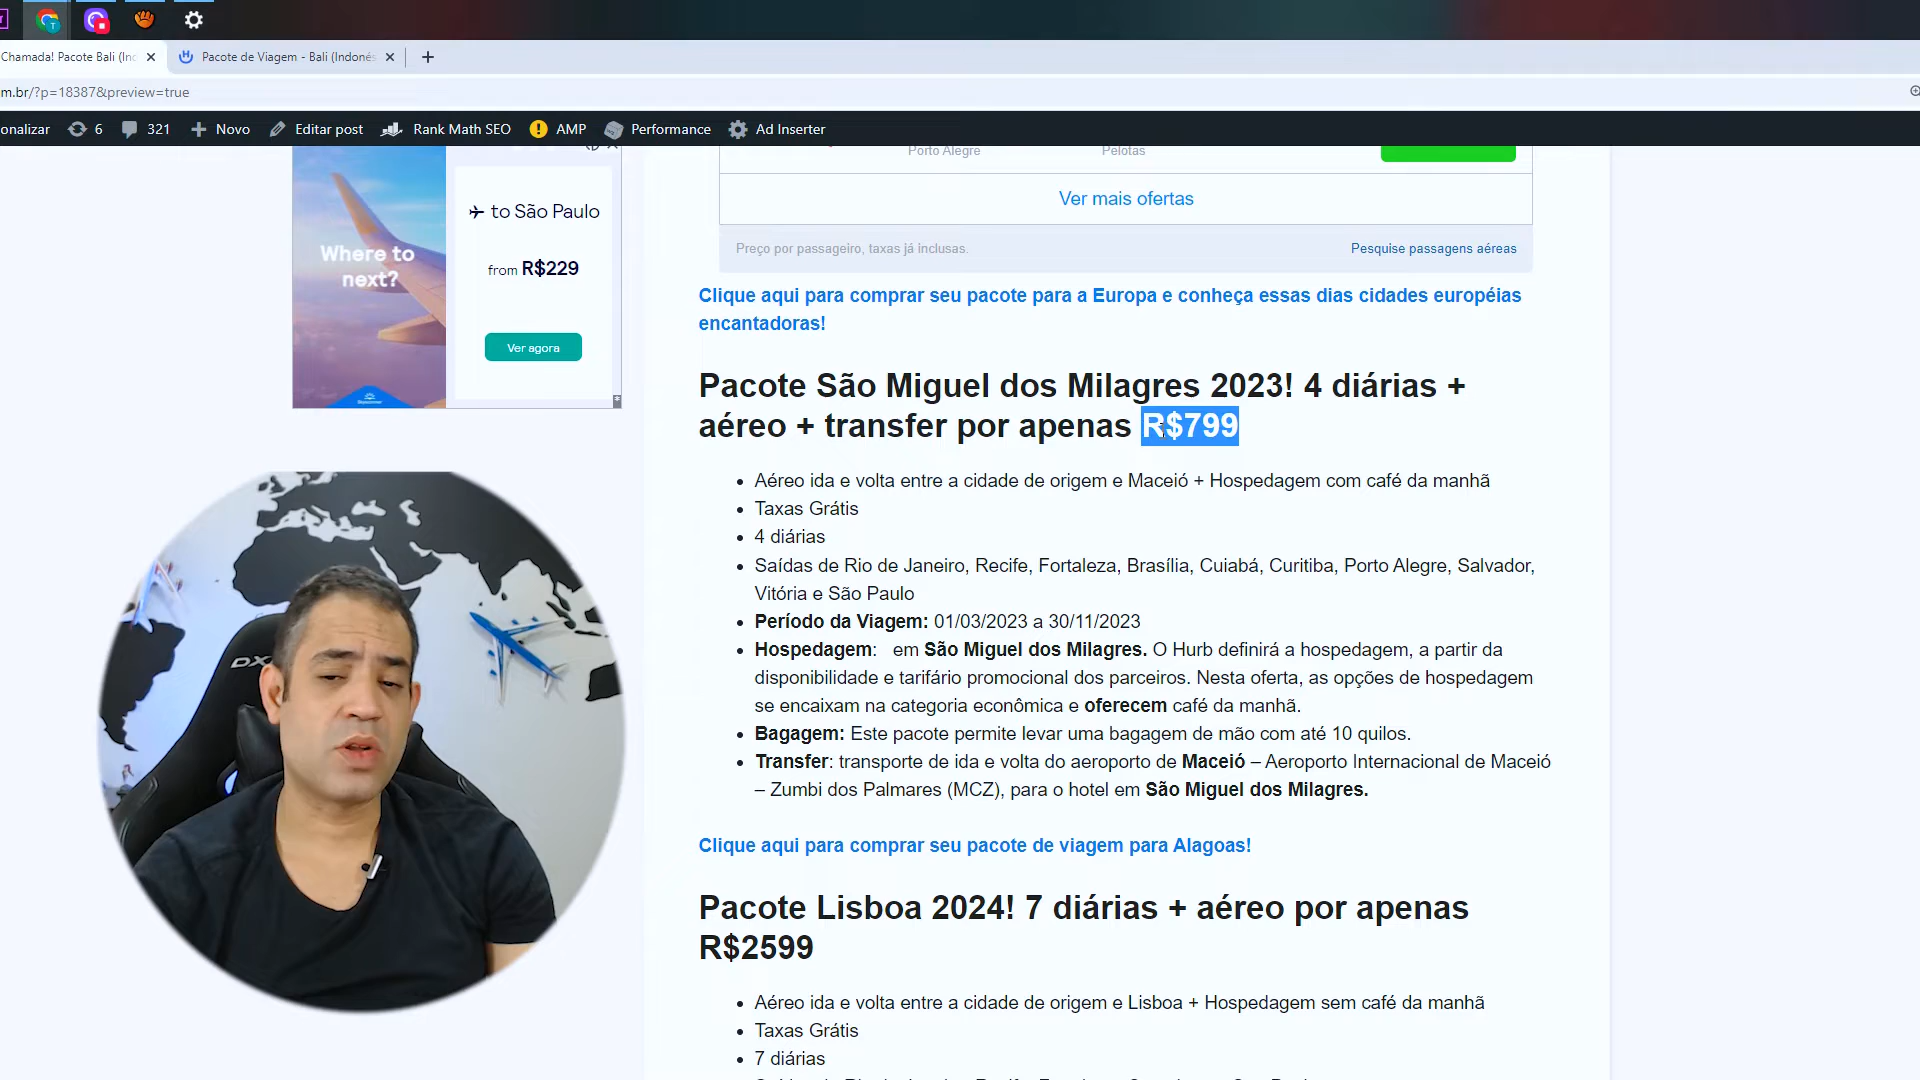 Chamada! Pacote Bali (Inc
Pacote de Viagem - Bali (Indonés
m.br/?p=18387&preview=true
onalizar 6 321 Novo Editar post Rank Math SEO AMP Performance Ad Inserter
Porto Alegre Pelotas
Ver mais ofertas
Preço por passageiro, taxas já inclusas. Pesquise passagens aéreas
Where to
next?
to São Paulo
from R$229
Ver agora
Clique aqui para comprar seu pacote para a Europa e conheça essas dias cidades européias
encantadoras!
Pacote São Miguel dos Milagres 2023! 4 diárias +
aéreo + transfer por apenas R$799
Aéreo ida e volta entre a cidade de origem e Maceió + Hospedagem com café da manhã
Taxas Grátis
4 diárias
Saídas de Rio de Janeiro, Recife, Fortaleza, Brasília, Cuiabá, Curitiba, Porto Alegre, Salvador,
Vitória e São Paulo
Período da Viagem: 01/03/2023 a 30/11/2023
Hospedagem: em São Miguel dos Milagres. O Hurb definirá a hospedagem, a partir da
disponibilidade e tarifário promocional dos parceiros. Nesta oferta, as opções de hospedagem
se encaixam na categoria econômica e oferecem café da manhã.
Bagagem: Este pacote permite levar uma bagagem de mão com até 10 quilos.
Transfer: transporte de ida e volta do aeroporto de Maceió – Aeroporto Internacional de Maceió
– Zumbi dos Palmares (MCZ), para o hotel em São Miguel dos Milagres.
DX
Clique aqui para comprar seu pacote de viagem para Alagoas!
Pacote Lisboa 2024! 7 diárias + aéreo por apenas
R$2599
Aéreo ida e volta entre a cidade de origem e Lisboa + Hospedagem sem café da manhã
Taxas Grátis
7 diárias